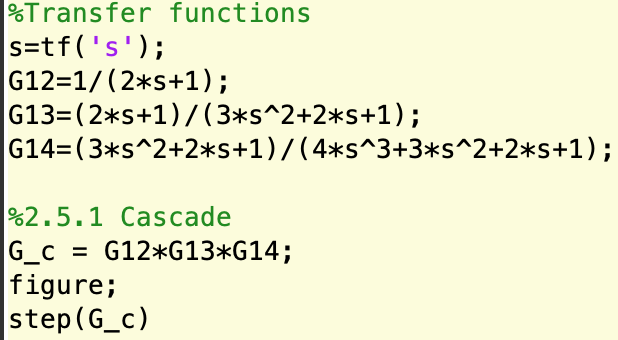 %Transfer functions
s=tf('s');
G12=1/(2*s+1);
G13=(2*s+1)/(3*s^2+2*s+1);
G14=(3*s^2+2*s+1)/(4*s^3+3*s^2+2*s+1);
%2.5.1 Cascade
G_c = G12*G13*G14;
figure;
step(G_c)